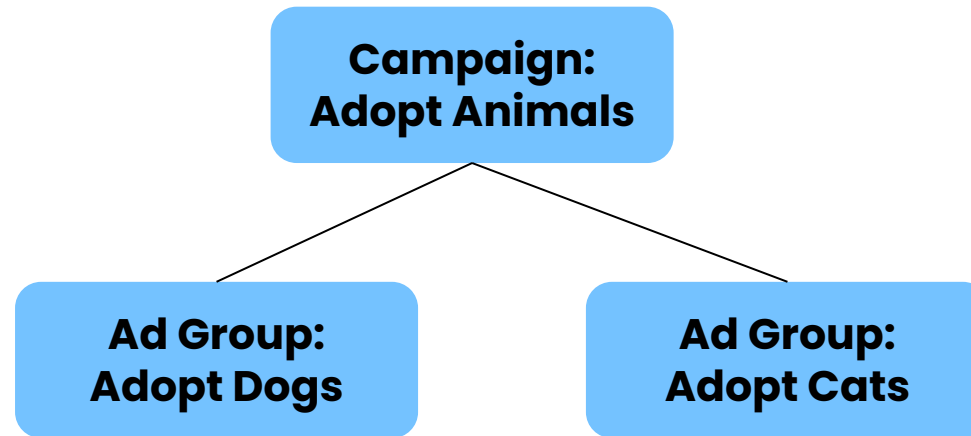 Campaign:
Adopt Animals
Ad Group:
Adopt Dogs
Ad Group:
Adopt Cats